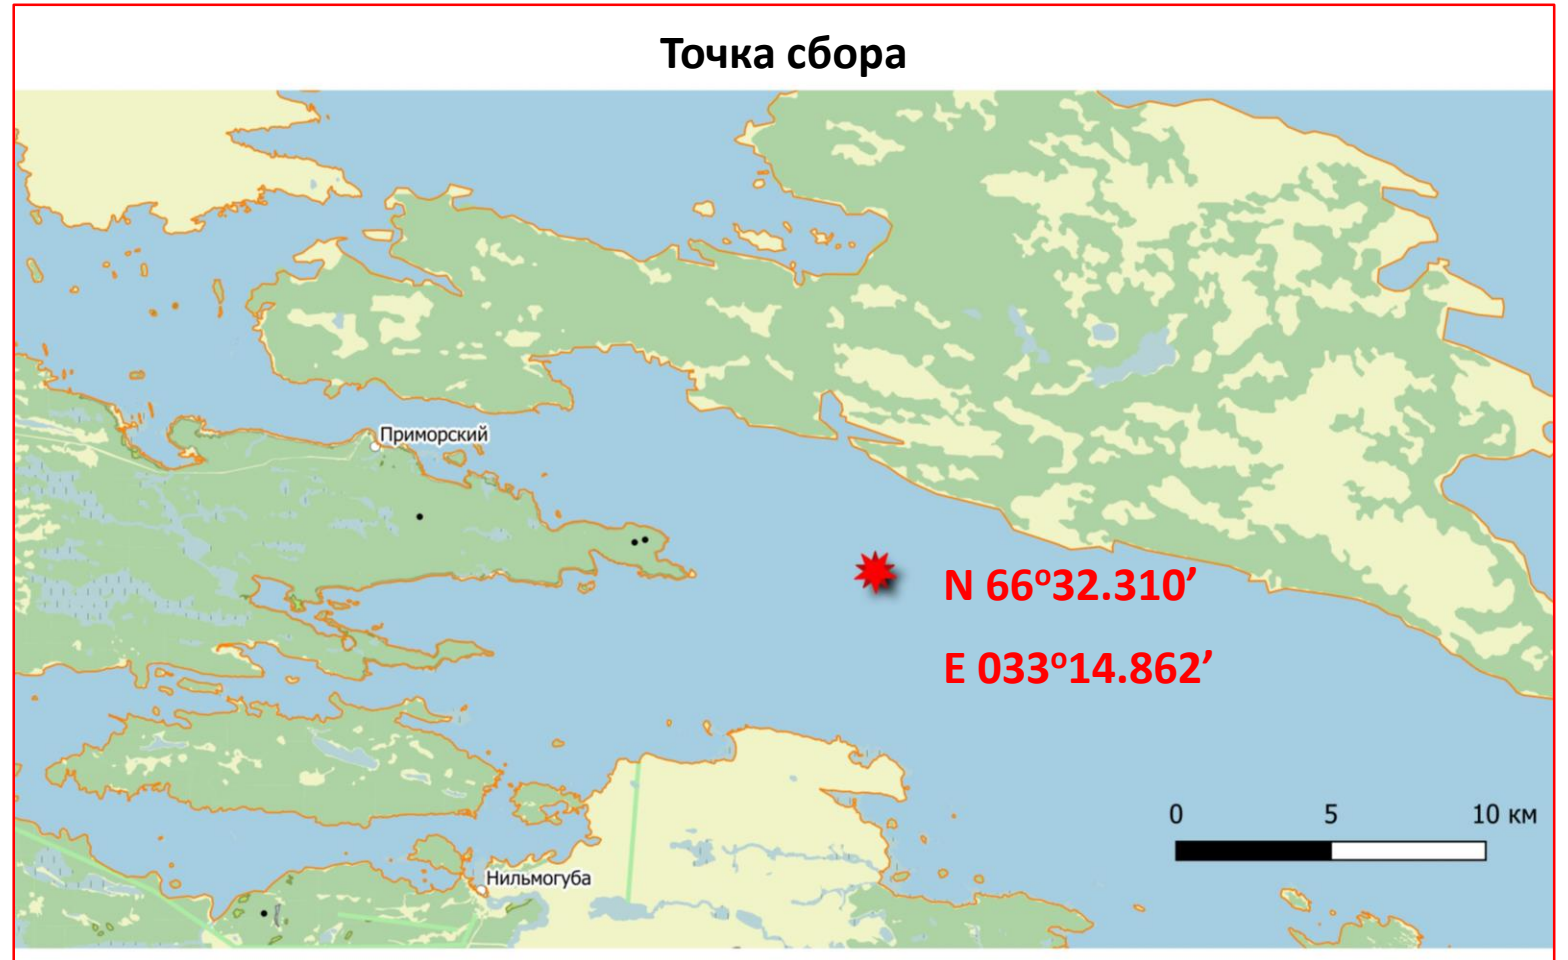 Точка сбора
Приморский
N 66º32.310’
E 033º14.862’
0 5 10 км
Нильмогуба